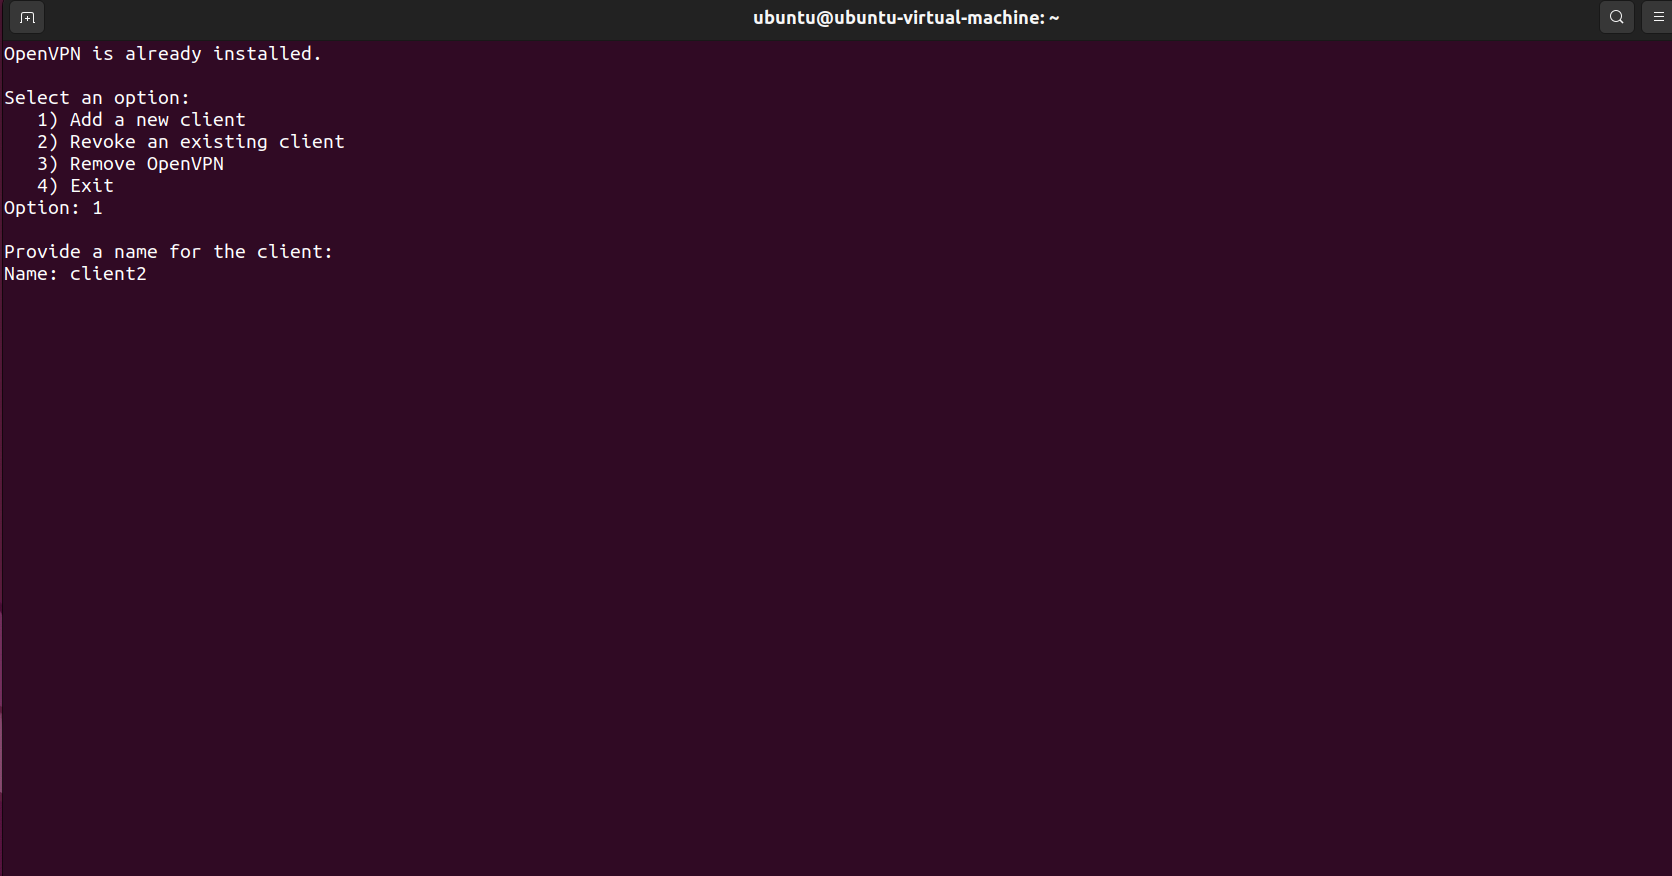 ubuntu@ubuntu-virtual-machine: ~
OpenVPN is already installed.
Select an option:
1) Add a new client
2) Revoke an existing client
3) Remove OpenVPN
4) Exit
Option: 1
Provide a name for the client:
Name: client2